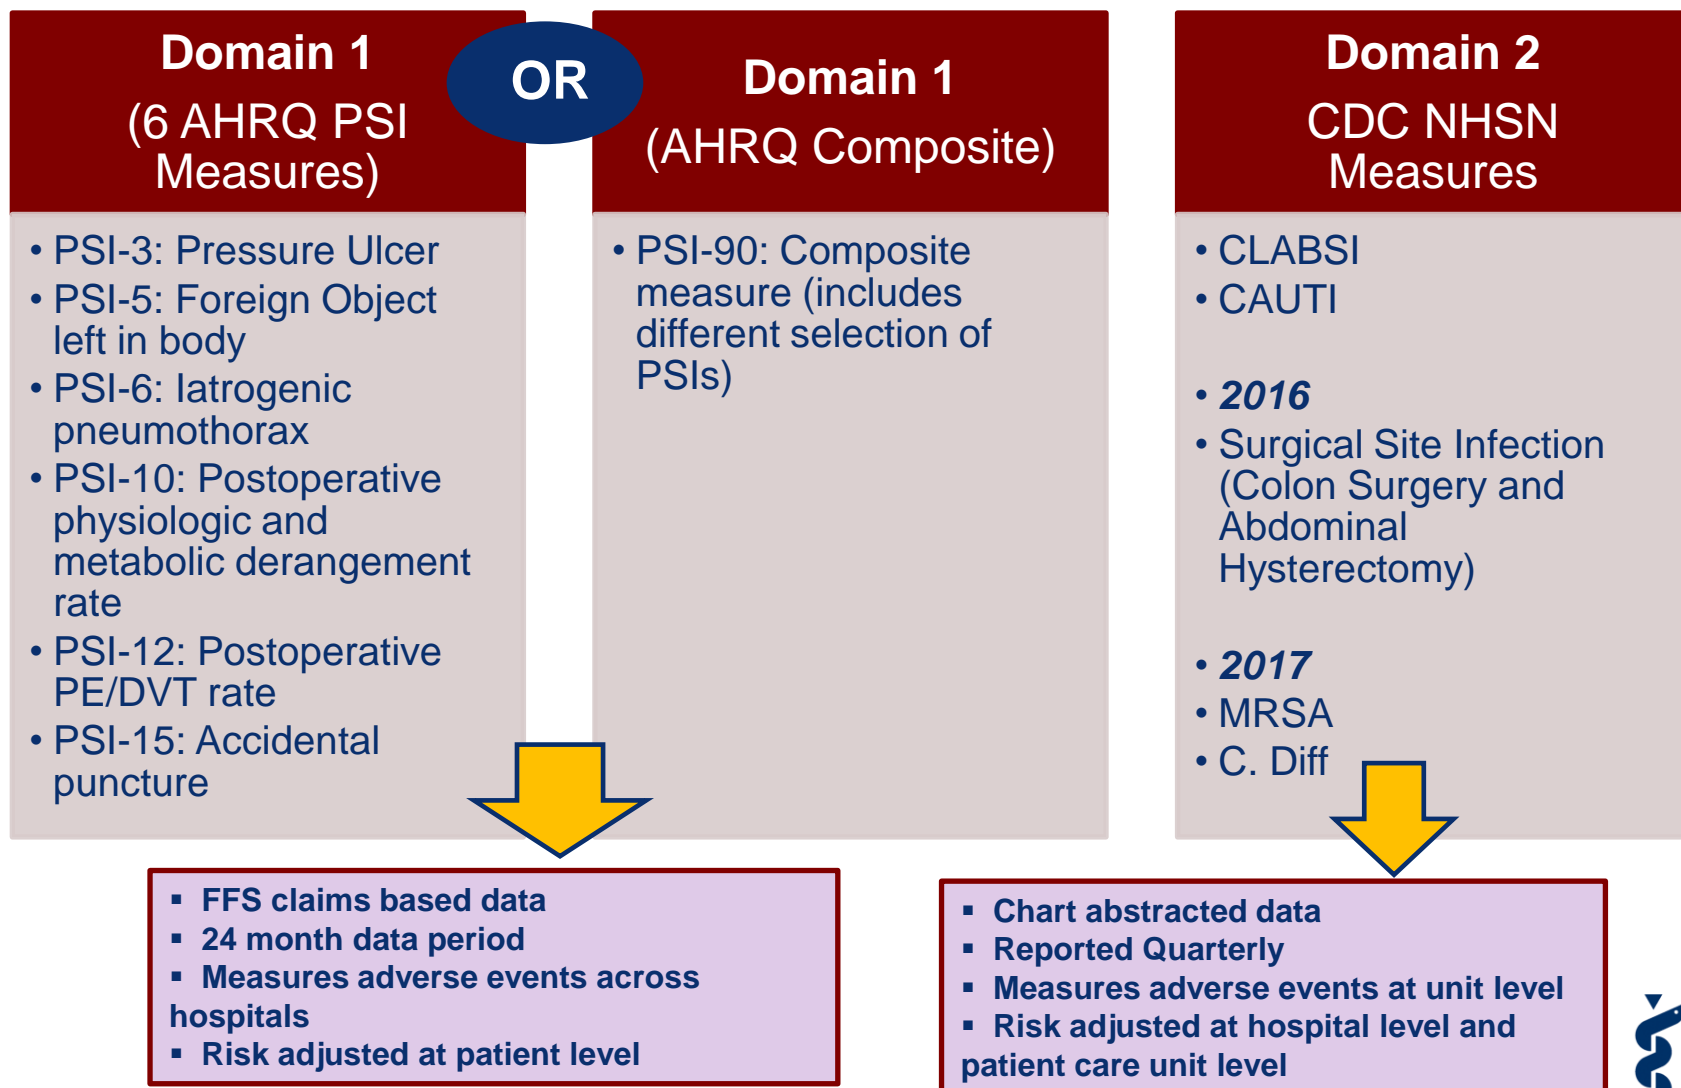 Domain 1
(6 AHRQ PSI
Measures)
OR
Domain 1
(AHRQ Composite)
Domain 2
CDC NHSN
Measures
• PSI-3: Pressure Ulcer
• PSI-5: Foreign Object
left in body
• PSI-6: Iatrogenic
pneumothorax
• PSI-10: Postoperative
physiologic and
metabolic derangement
rate
• PSI-12: Postoperative
PE/DVT rate
• PSI-15: Accidental
puncture
• PSI-90: Composite
measure (includes
different selection of
PSIs)
• CLABSI
• CAUTI
• 2016
• Surgical Site Infection
(Colon Surgery and
Abdominal
Hysterectomy)
• 2017
• MRSA
• C. Diff
▪ FFS claims based data
▪ 24 month data period
▪ Measures adverse events across
hospitals
▪ Risk adjusted at patient level
▪ Chart abstracted data
▪ Reported Quarterly
▪ Measures adverse events at unit level
▪ Risk adjusted at hospital level and
patient care unit level